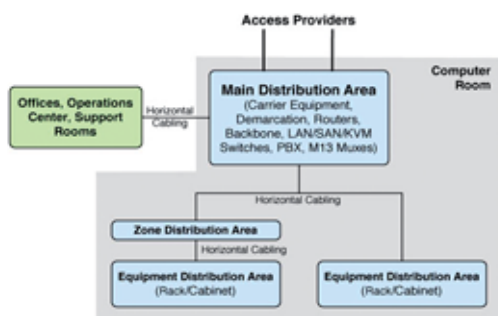 Access Providers
Computer
Room
Offices, Operations
Center, Support
Rooms
Horizontal
Cabling
Main Distribution Area
(Carrier Equipment,
Demarcation, Routers,
Backbone, LAN/SAN/KVM
Switches, PBX, M13 Muxes)
Horizontal Cabling
Zone Distribution Area
Horizontal Cabling
Equipment Distribution Area
(Rack/Cabinet)
Equipment Distribution Area
(Rack/Cabinet)